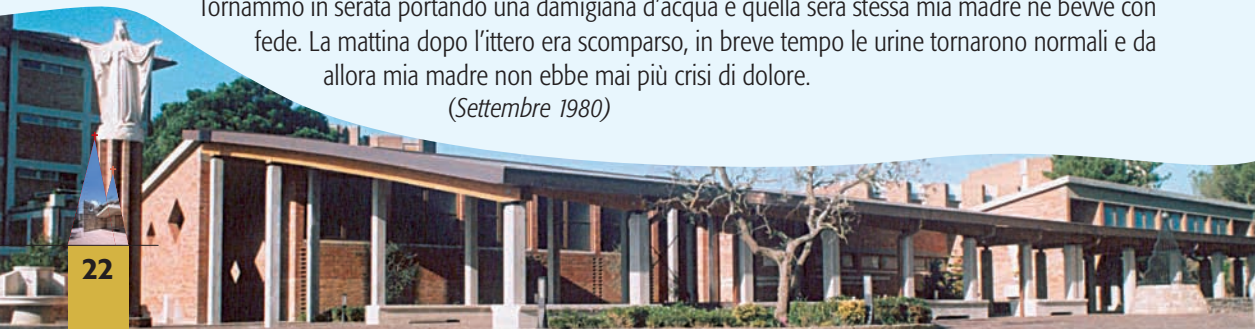 Tornammo in serata portando una damigiana d'acqua e quella sera stessa mia madre ne bevve con
fede. La mattina dopo l'ittero era scomparso, in breve tempo le urine tornarono normali e da
allora mia madre non ebbe mai più crisi di dolore.
(Settembre 1980)
22